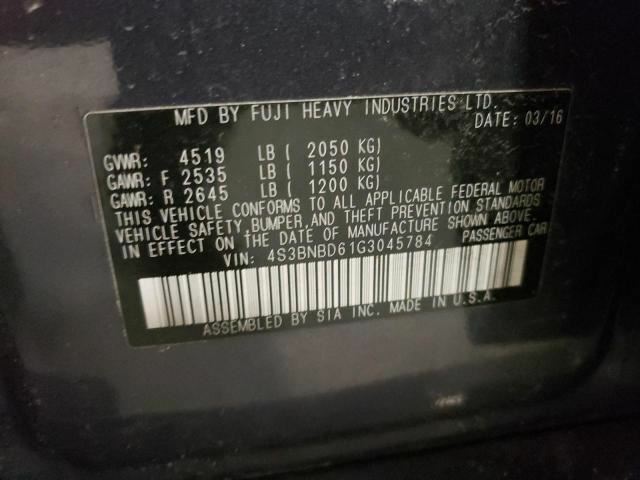 MFD BY FUJI HEAVY INDUSTRIES LTD.
DATE: 03/16
GVWR: 4519 LB ( 2050 KG)
GAWR: F 2535 LB ( 1150 KG)
GAWR: R 2645 LB ( 1200 KG)
THIS VEHICLE CONFORMS TO ALL APPLICABLE FEDERAL MOTOR
VEHICLE SAFETY, BUMPER, AND THEFT PREVENTION STANDARDS
IN EFFECT ON THE DATE OF MANUFACTURE SHOWN ABOVE.
VIN: 4S3BNBD61G3045784 PASSENGER CAR
ASSEMBLED BY SIA INC. MADE IN U.S.A.